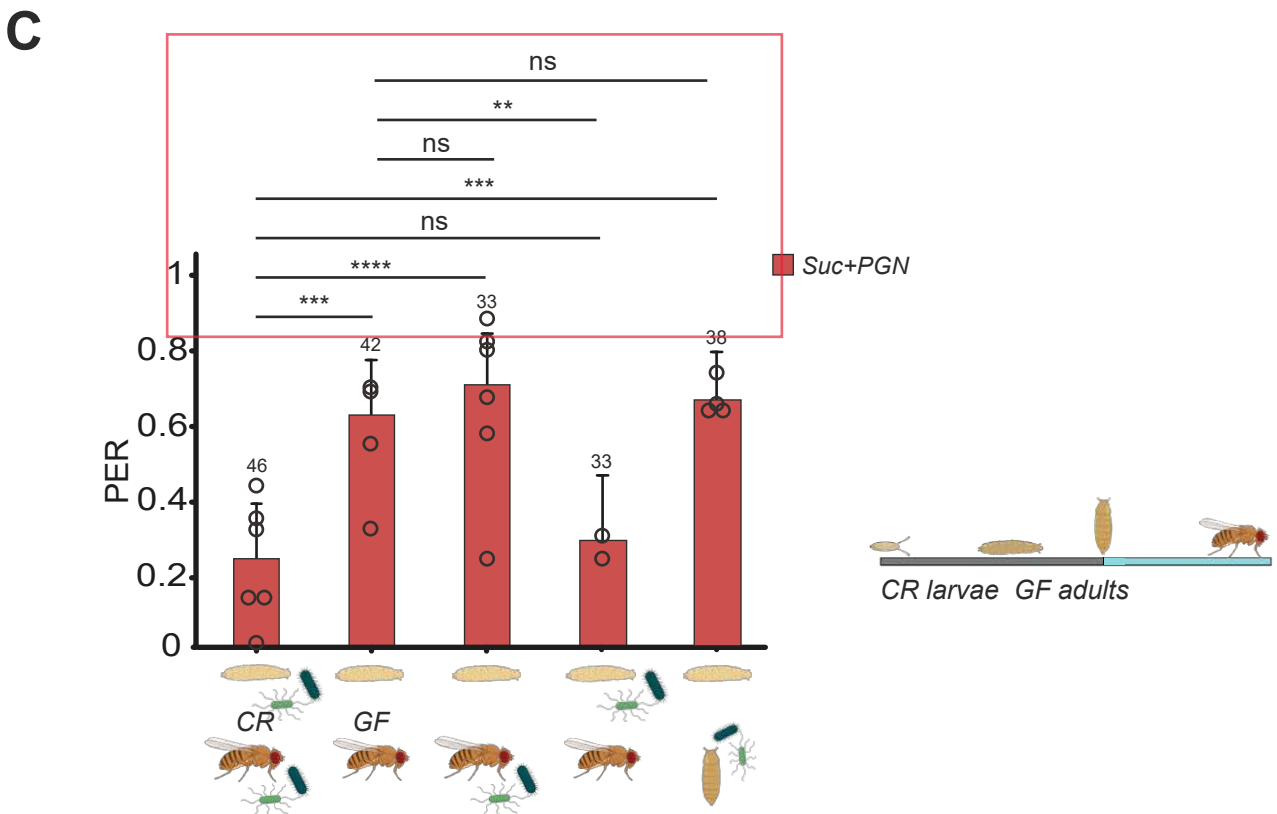 C
ns
**
ns
***
ns
****
***
Suc+PGN
1
0.8
0.6
0.4
0.2
0
PER
46
42
33
33
38
CR
GF
CR larvae GF adults